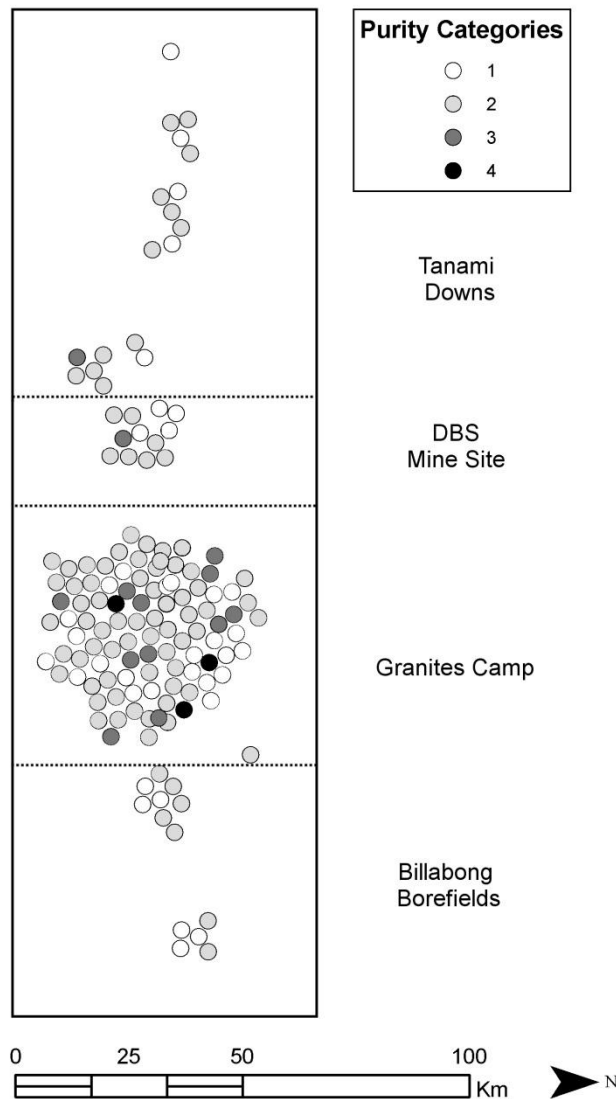 Purity Categories
1
2
3
4
Tanami
Downs
DBS
Mine Site
Granites Camp
Billabong
Borefields
0 25 50 100
Km
N